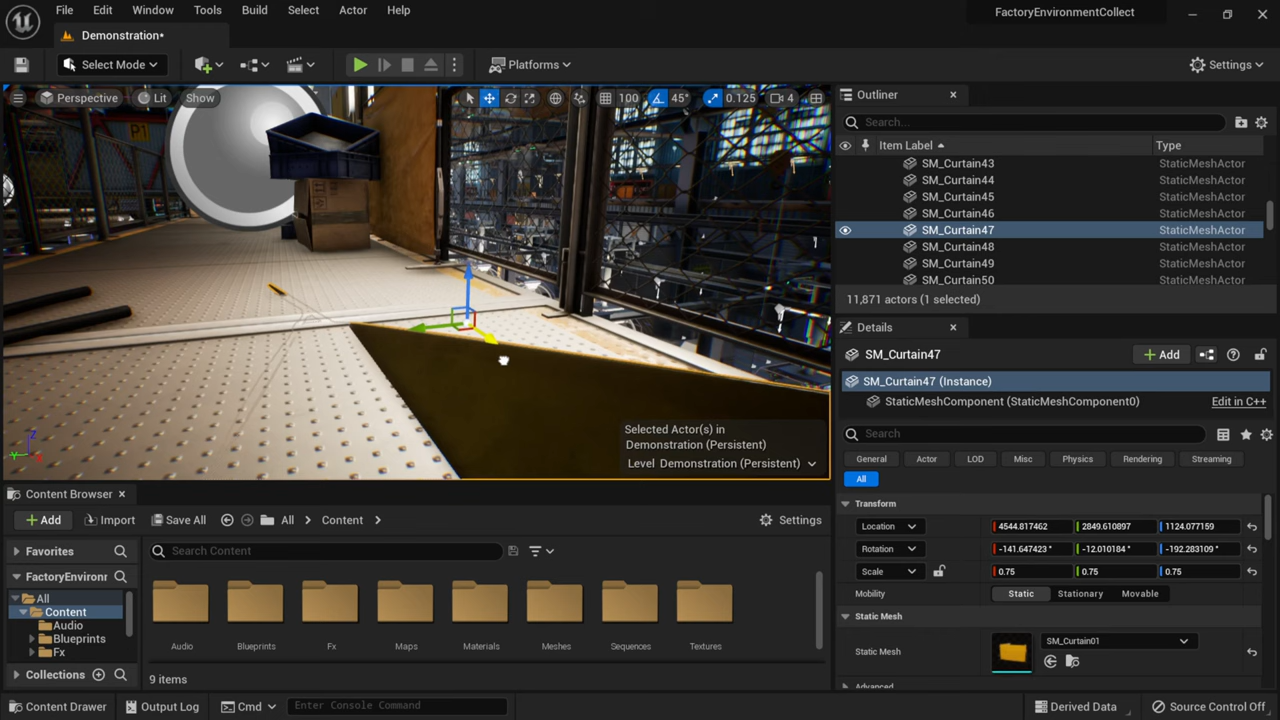 File Edit Window Tools Build Select Actor Help
FactoryEnvironmentCollect
Demonstration*
Select Mode
Platforms
Settings
Perspective Lit Show
100 45° 0.125 4
P1
Outliner
Search...
Item Label Type
SM_Curtain43 StaticMeshActor
SM_Curtain44 StaticMeshActor
SM_Curtain45 StaticMeshActor
SM_Curtain46 StaticMeshActor
SM_Curtain47 StaticMeshActor
SM_Curtain48 StaticMeshActor
SM_Curtain49 StaticMeshActor
SM_Curtain50 StaticMeshActor
11,871 actors (1 selected)
Details
SM_Curtain47
Add
SM_Curtain47 (Instance)
StaticMeshComponent (StaticMeshComponent0) Edit in C++
Search
General Actor LOD Misc Physics Rendering Streaming
All
Transform
Location 4544.817462 2849.610897 1124.077159
Rotation -141.647423° -12.010184° -192.283109°
Scale 0.75 0.75 0.75
Mobility Static Stationary Movable
Static Mesh
Static Mesh SM_Curtain01
Advanced
Selected Actor(s) in
Demonstration (Persistent)
Level Demonstration (Persistent)
Z
Y
Content Browser
Add Import Save All All Content Settings
Favorites
Search Content
FactoryEnvironr
All
Content
Audio
Blueprints
Fx
Collections
Audio Blueprints Fx Maps Materials Meshes Sequences Textures
9 items
Content Drawer Output Log Cmd Enter Console Command Derived Data Source Control Off